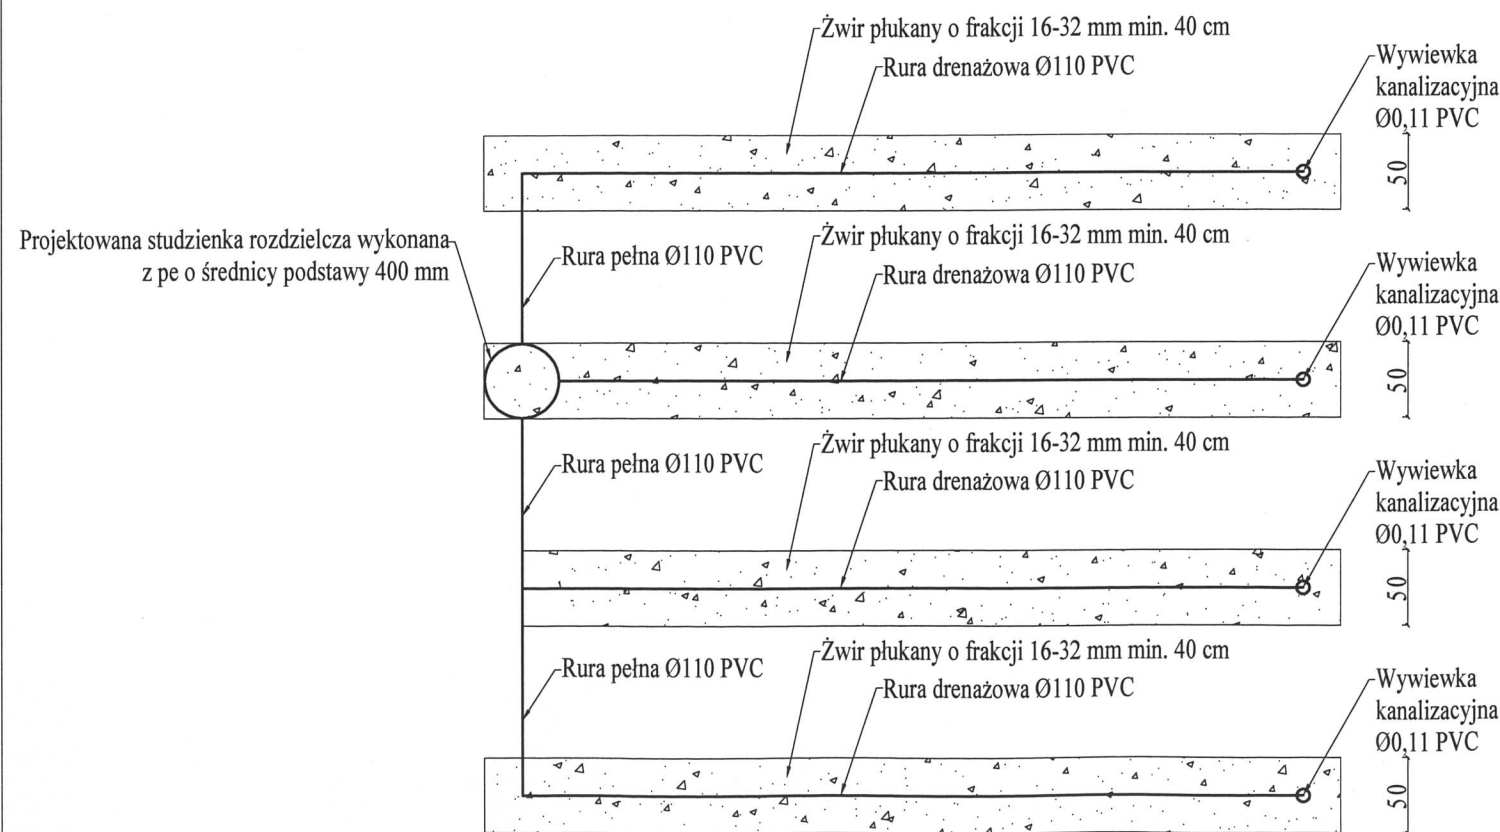 Żwir płukany o frakcji 16-32 mm min. 40 cm
Rura drenażowa Ø110 PVC
Wywiewka
kanalizacyjna
Ø0,11 PVC
50
Projektowana studzienka rozdzielcza wykonana
z pe o średnicy podstawy 400 mm
Rura pełna Ø110 PVC
Żwir płukany o frakcji 16-32 mm min. 40 cm
Rura drenażowa Ø110 PVC
Wywiewka
kanalizacyjna
Ø0,11 PVC
50
Rura pełna Ø110 PVC
Żwir płukany o frakcji 16-32 mm min. 40 cm
Rura drenażowa Ø110 PVC
Wywiewka
kanalizacyjna
Ø0,11 PVC
50
Rura pełna Ø110 PVC
Żwir płukany o frakcji 16-32 mm min. 40 cm
Rura drenażowa Ø110 PVC
Wywiewka
kanalizacyjna
Ø0,11 PVC
50